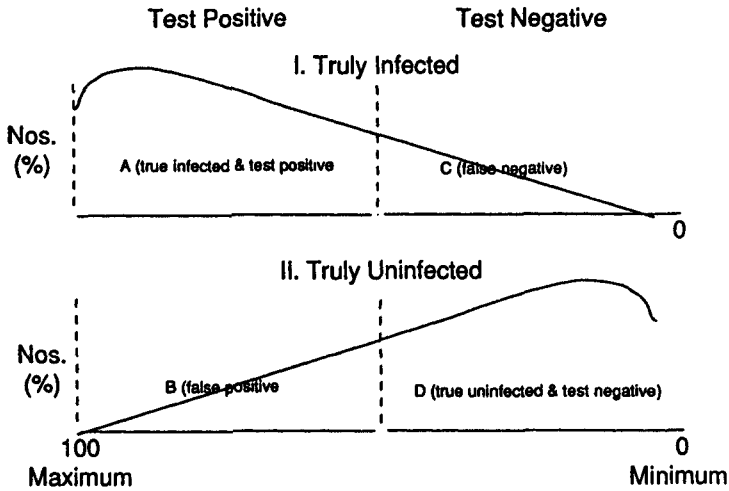 Test Positive Test Negative
I. Truly Infected
Nos.
(%)
A (true infected & test positive
C (false negative)
0
II. Truly Uninfected
Nos.
(%)
B (false positive
D (true uninfected & test negative)
100
0
Maximum
Minimum